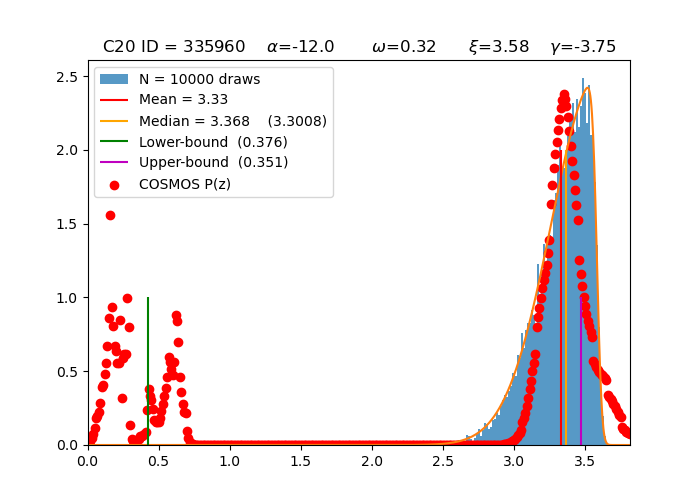 C20 ID = 335960 α=-12.0 ω=0.32 ξ=3.58 γ=-3.75
N = 10000 draws
Mean = 3.33
Median = 3.368 (3.3008)
Lower-bound (0.376)
Upper-bound (0.351)
COSMOS P(z)
2.5
2.0
1.5
1.0
0.5
0.0
0.0 0.5 1.0 1.5 2.0 2.5 3.0 3.5